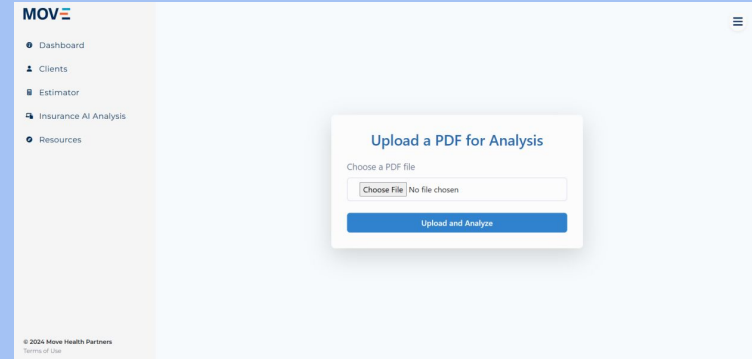 MOVE
Dashboard
Clients
Estimator
Insurance AI Analysis
Resources
Upload a PDF for Analysis
Choose a PDF file
Choose File No file chosen
Upload and Analyze
© 2024 Move Health Partners
Terms of Use